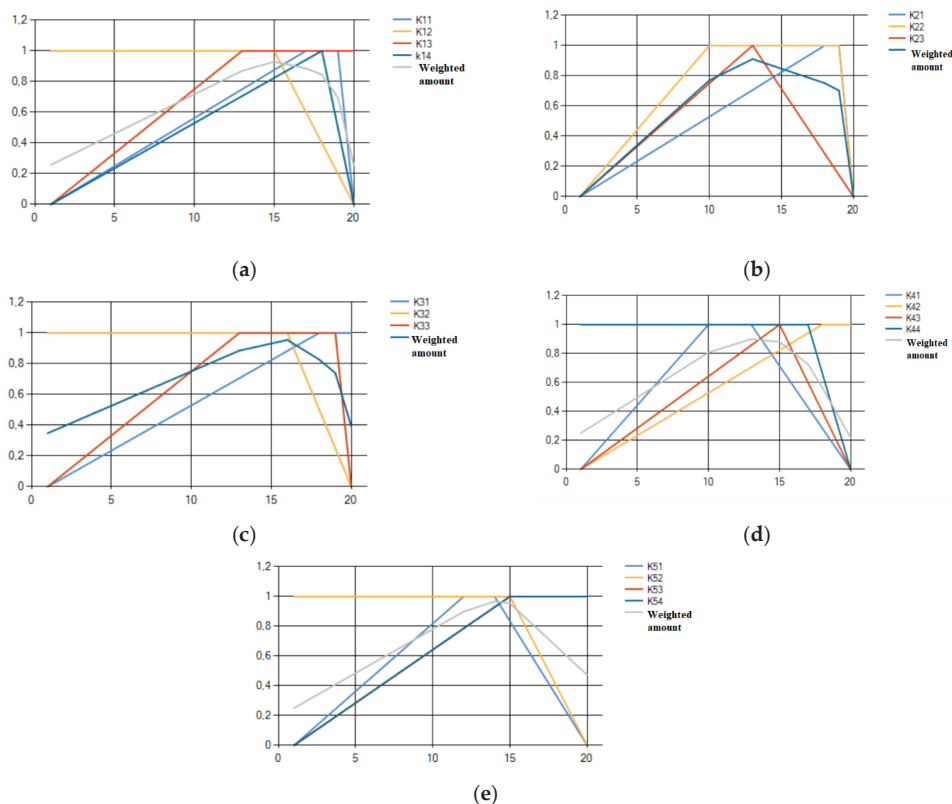 1,2
1
0,8
0,6
0,4
0,2
0
0 5 10 15 20
K11
K12
K13
k14
Weighted
amount
(a)
1,2
1
0,8
0,6
0,4
0,2
0
0 5 10 15 20
K21
K22
K23
Weighted
amount
(b)
1,2
1
0,8
0,6
0,4
0,2
0
0 5 10 15 20
K31
K32
K33
Weighted
amount
(c)
1,2
1
0,8
0,6
0,4
0,2
0
0 5 10 15 20
K41
K42
K43
K44
Weighted
amount
(d)
1,2
1
0,8
0,6
0,4
0,2
0
0 5 10 15 20
K51
K52
K53
K54
Weighted
amount
(e)